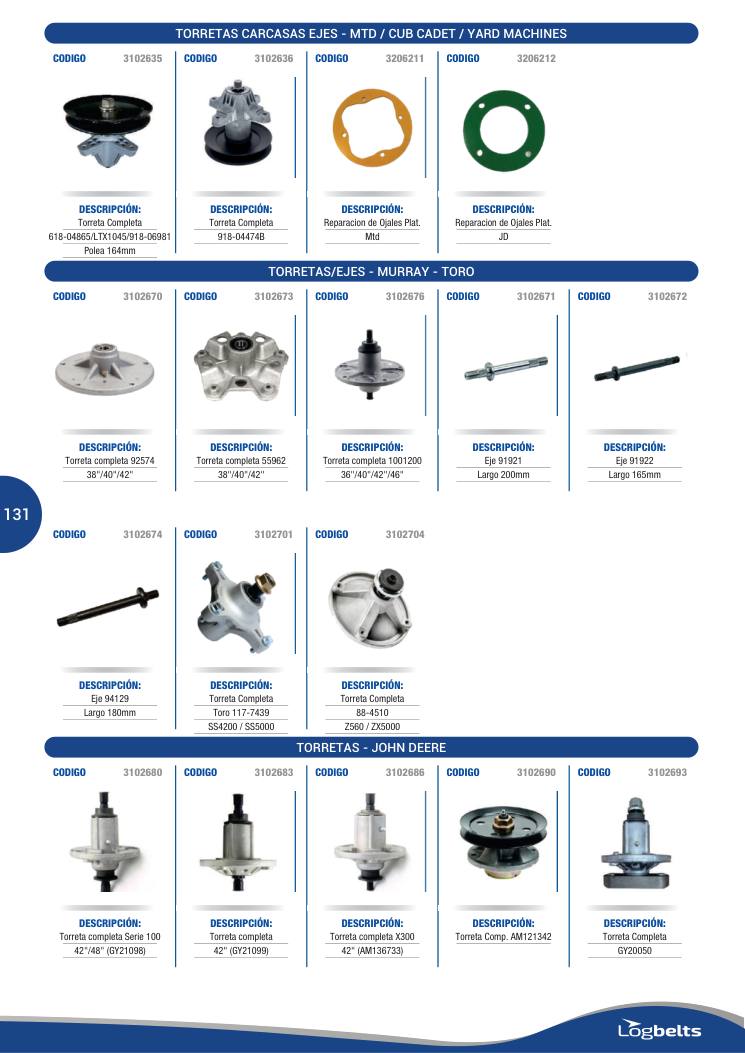 TORRETAS CARCASAS EJES - MTD / CUB CADET / YARD MACHINES
CODIGO 3102635
DESCRIPCIÓN:
Torreta Completa
618-04865/LTX1045/918-06981
Polea 164mm
CODIGO 3102636
DESCRIPCIÓN:
Torreta Completa
918-04474B
CODIGO 3206211
DESCRIPCIÓN:
Reparacion de Ojales Plat.
Mtd
CODIGO 3206212
DESCRIPCIÓN:
Reparacion de Ojales Plat.
JD
TORRETAS/EJES - MURRAY - TORO
CODIGO 3102670
DESCRIPCIÓN:
Torreta completa 92574
38"/40"/42"
CODIGO 3102673
DESCRIPCIÓN:
Torreta completa 55962
38"/40"/42"
CODIGO 3102676
DESCRIPCIÓN:
Torreta completa 1001200
36"/40"/42"/46"
CODIGO 3102671
DESCRIPCIÓN:
Eje 91921
Largo 200mm
CODIGO 3102672
DESCRIPCIÓN:
Eje 91922
Largo 165mm
131
CODIGO 3102674
DESCRIPCIÓN:
Eje 94129
Largo 180mm
CODIGO 3102701
DESCRIPCIÓN:
Torreta Completa
Toro 117-7439
SS4200 / SS5000
CODIGO 3102704
DESCRIPCIÓN:
Torreta Completa
88-4510
Z560 / ZX5000
TORRETAS - JOHN DEERE
CODIGO 3102680
DESCRIPCIÓN:
Torreta completa Serie 100
42"/48" (GY21098)
CODIGO 3102683
DESCRIPCIÓN:
Torreta completa
42" (GY21099)
CODIGO 3102686
DESCRIPCIÓN:
Torreta completa X300
42" (AM136733)
CODIGO 3102690
DESCRIPCIÓN:
Torreta Comp. AM121342
CODIGO 3102693
DESCRIPCIÓN:
Torreta Completa
GY20050
Logbelts